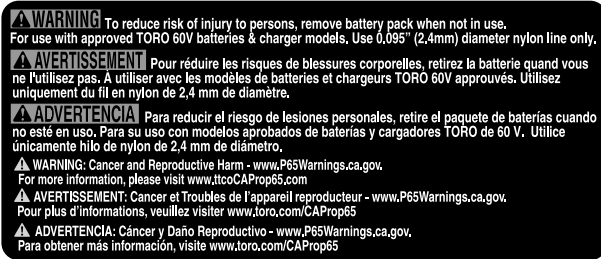 WARNING To reduce risk of injury to persons, remove battery pack when not in use.
For use with approved TORO 60V batteries & charger models. Use 0.095" (2,4mm) diameter nylon line only.
AVERTISSEMENT Pour réduire les risques de blessures corporelles, retirez la batterie quand vous
ne l'utilisez pas. À utiliser avec les modèles de batteries et chargeurs TORO 60V approuvés. Utilisez
uniquement du fil en nylon de 2,4 mm de diamètre.
ADVERTENCIA Para reducir el riesgo de lesiones personales, retire el paquete de baterías cuando
no esté en uso. Para su uso con modelos aprobados de baterías y cargadores TORO de 60 V. Utilice
únicamente hilo de nylon de 2,4 mm de diámetro.
WARNING: Cancer and Reproductive Harm - www.P65Warnings.ca.gov.
For more information, please visit www.ttcoCAProp65.com
AVERTISSEMENT: Cancer et Troubles de l'appareil reproducteur - www.P65Warnings.ca.gov.
Pour plus d'informations, veuillez visiter www.toro.com/CAProp65
ADVERTENCIA: Cáncer y Daño Reproductivo - www.P65Warnings.ca.gov.
Para obtener más información, visite www.toro.com/CAProp65